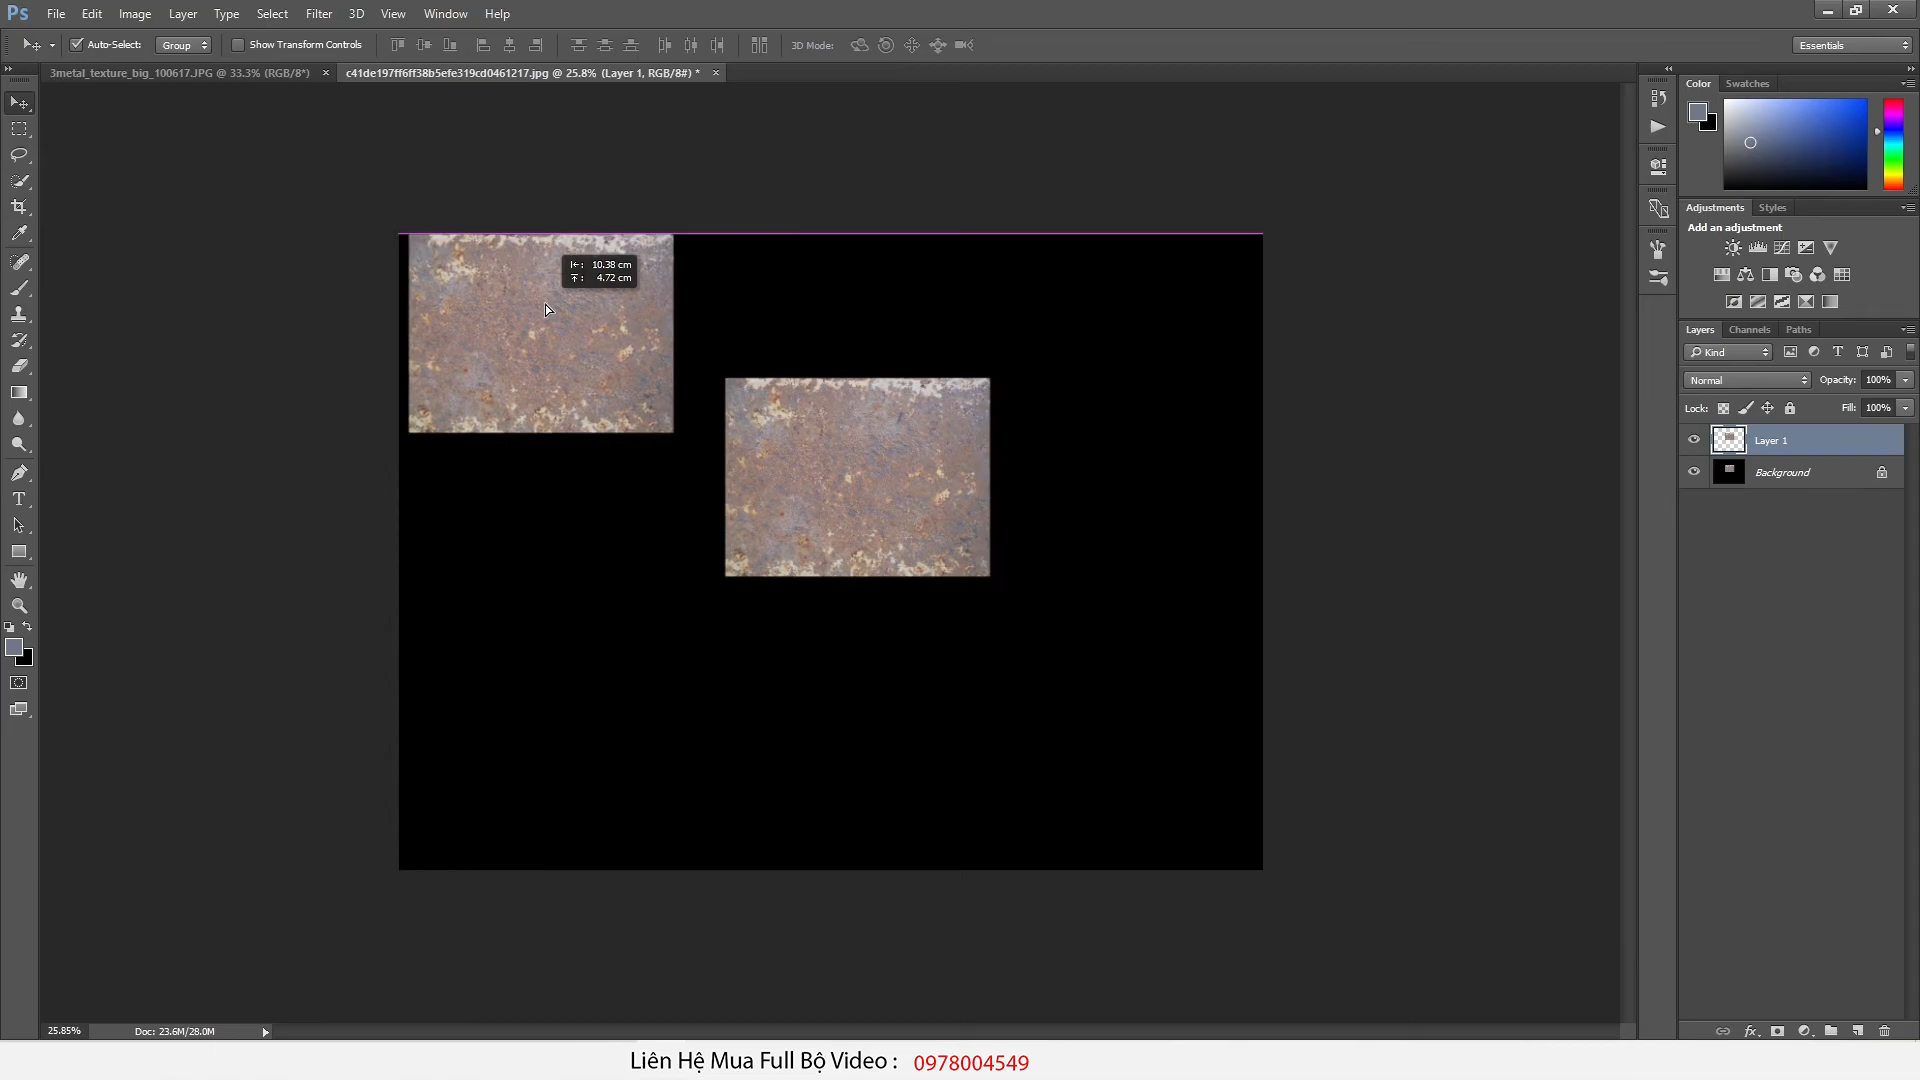 Ps File Edit Image Layer Type Select Filter 3D View Window Help
Auto-Select: Group Show Transform Controls 3D Mode: Essentials
3metal_texture_big_100617.JPG @ 33.3% (RGB/8*) × c41de197ff6ff38b5efe319cd0461217.jpg @ 25.8% (Layer 1, RGB/8#) * ×
Color Swatches
Adjustments Styles
Add an adjustment
10.38 cm
4.72 cm
Layers Channels Paths
Kind
Normal Opacity: 100%
Lock: Fill: 100%
Layer 1
Background
25.85% Doc: 23.6M/28.0M
Liên Hệ Mua Full Bộ Video : 0978004549